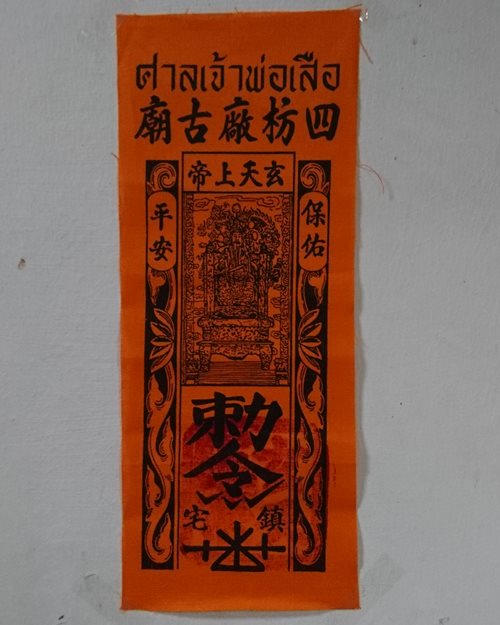 ศาลเจ้าพ่อเสือ
四枋廠古廟
玄天上帝
保佑
平安
勅令
鎮宅